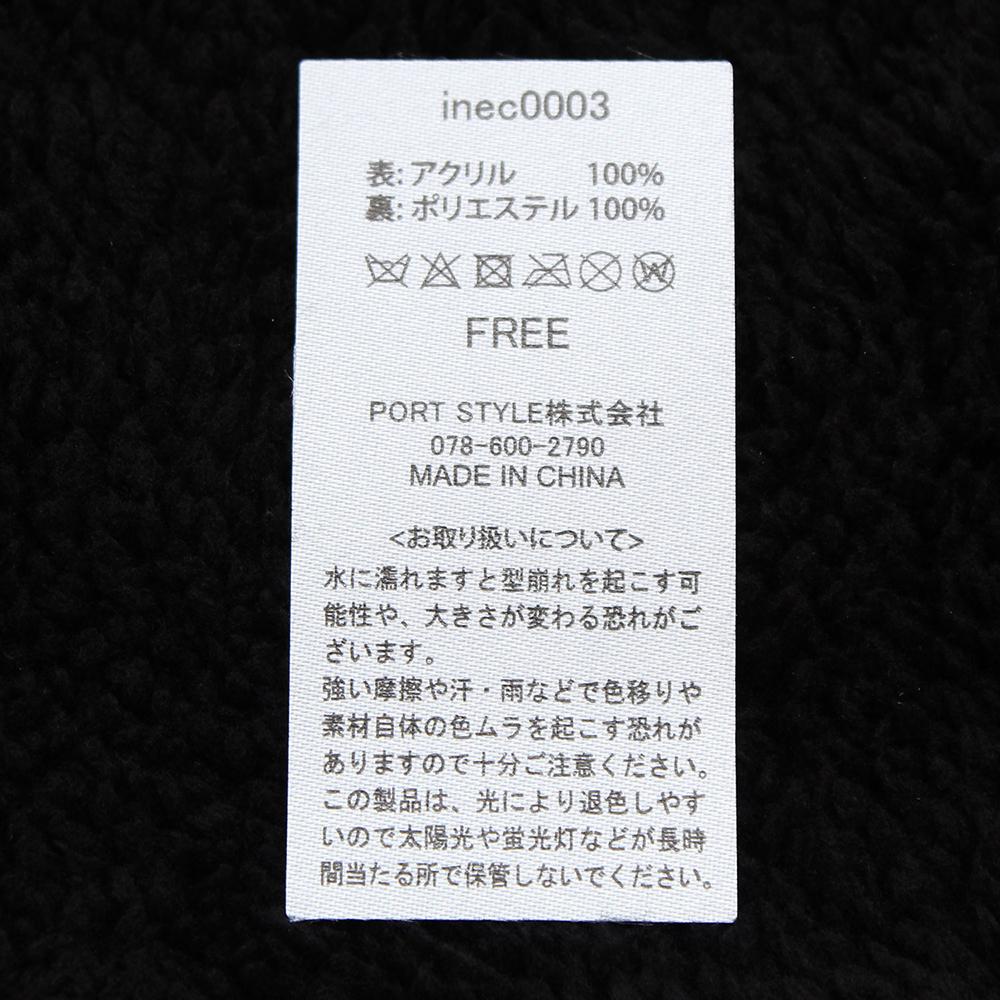 inec0003
表: アクリル 100%
裏: ポリエステル 100%
W
FREE
PORT STYLE株式会社
078-600-2790
MADE IN CHINA
<お取り扱いについて>
水に濡れますと型崩れを起こす可
能性や、大きさが変わる恐れがご
ざいます。
強い摩擦や汗・雨などで色移りや
素材自体の色ムラを起こす恐れが
ありますので十分ご注意ください。
この製品は、光により退色しやす
いので太陽光や蛍光灯などが長時
間当たる所で保管しないでください。